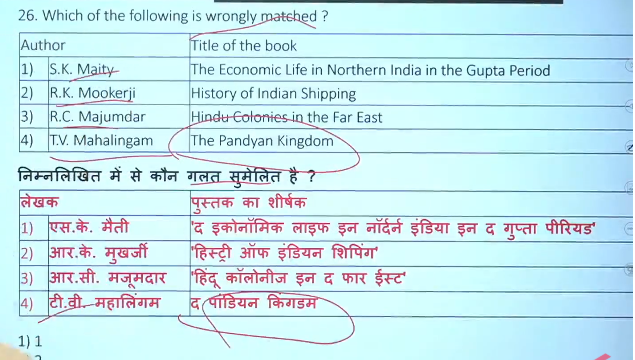 26. Which of the following is wrongly matched ?
Author Title of the book
1) S.K. Maity The Economic Life in Northern India in the Gupta Period
2) R.K. Mookerji History of Indian Shipping
3) R.C. Majumdar Hindu Colonies in the Far East
4) T.V. Mahalingam The Pandyan Kingdom
निम्नलिखित में से कौन गलत सुमेलित है ?
लेखक पुस्तक का शीर्षक
1) एस.के. मैती 'द इकोनॉमिक लाइफ इन नॉर्दर्न इंडिया इन द गुप्ता पीरियड'
2) आर.के. मुखर्जी 'हिस्ट्री ऑफ इंडियन शिपिंग'
3) आर.सी. मजूमदार 'हिंदू कॉलोनीज इन द फार ईस्ट'
4) टी.वी. महालिंगम द पांडियन किंगडम
1) 1